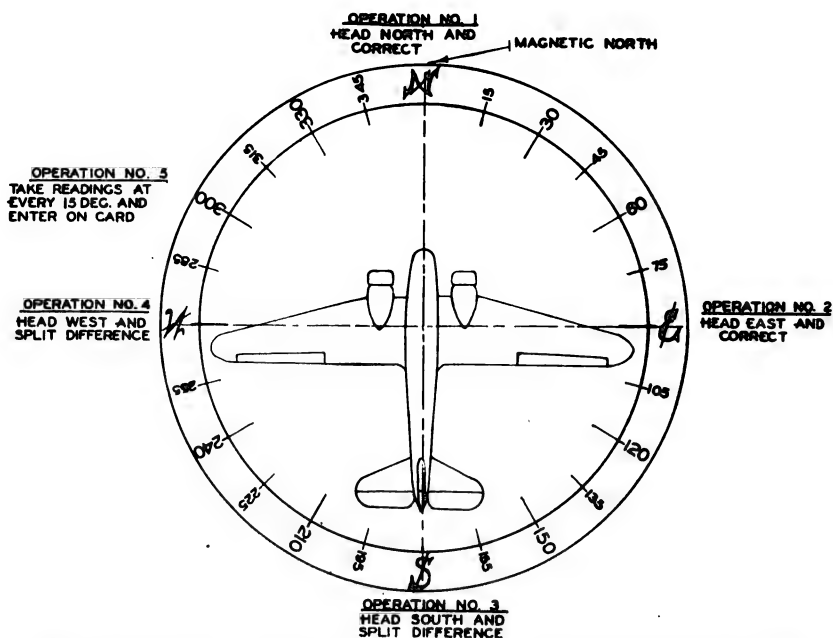 OPERATION NO. 1
HEAD NORTH AND
CORRECT
MAGNETIC NORTH
N
15
30
45
60
75
OPERATION NO. 2
HEAD EAST AND
CORRECT
E
105
120
135
150
165
S
OPERATION NO. 3
HEAD SOUTH AND
SPLIT DIFFERENCE
195
210
225
240
255
W
OPERATION NO. 4
HEAD WEST AND
SPLIT DIFFERENCE
285
300
315
330
345
OPERATION NO. 5
TAKE READINGS AT
EVERY 15 DEG. AND
ENTER ON CARD